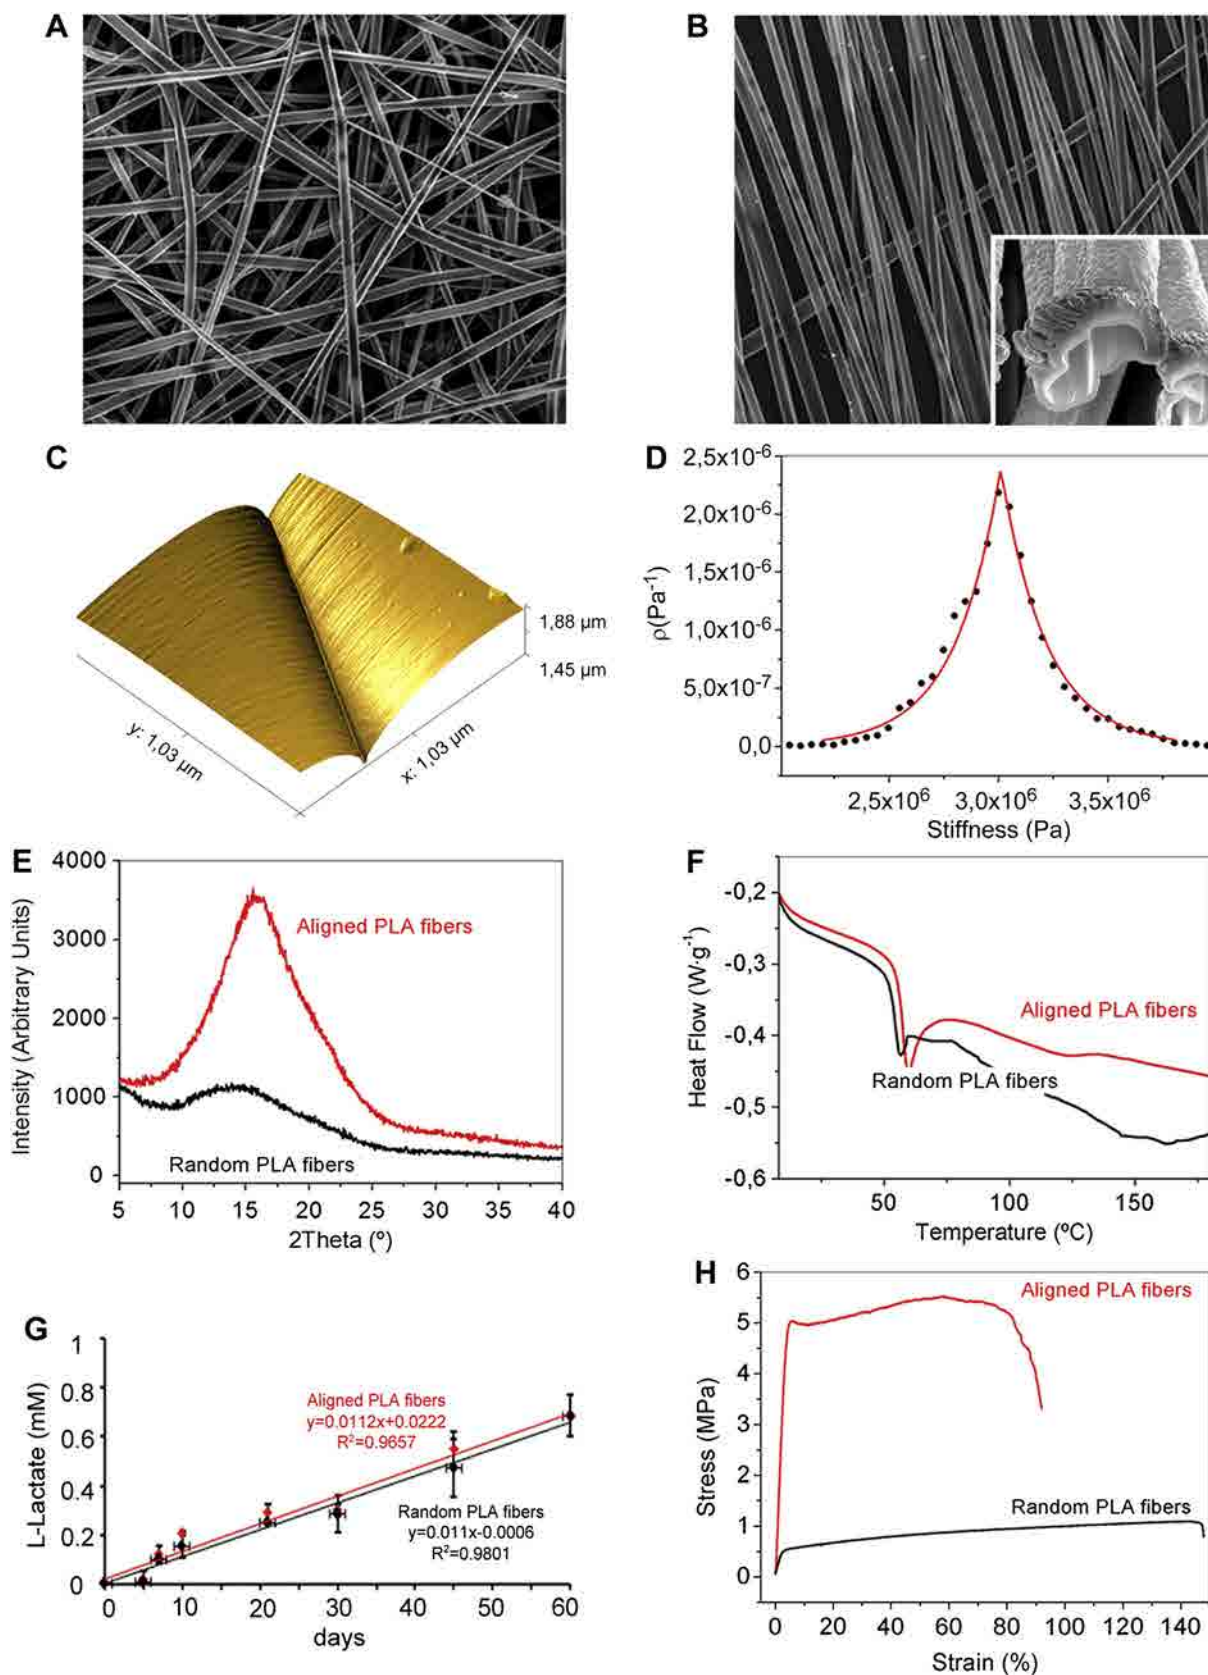 A
B
C
1,88 µm
1,45 µm
y: 1,03 µm
x: 1,03 µm
D
2,5x10-6
2,0x10-6
1,5x10-6
1,0x10-6
5,0x10-7
0,0
ρ(Pa-1)
2,5x10⁶ 3,0x10⁶ 3,5x10⁶
Stiffness (Pa)
E
4000
3000
2000
1000
0
Intensity (Arbitrary Units)
Aligned PLA fibers
Random PLA fibers
5 10 15 20 25 30 35 40
2Theta (º)
F
-0,2
-0,3
-0,4
-0,5
-0,6
Heat Flow (W·g-1)
Aligned PLA fibers
Random PLA fibers
50 100 150
Temperature (ºC)
G
1
0.8
0.6
0.4
0.2
0
L-Lactate (mM)
Aligned PLA fibers
y=0.0112x+0.0222
R²=0.9657
Random PLA fibers
y=0.011x-0.0006
R²=0.9801
0 10 20 30 40 50 60
days
H
6
5
4
3
2
1
0
Stress (MPa)
Aligned PLA fibers
Random PLA fibers
0 20 40 60 80 100 120 140
Strain (%)